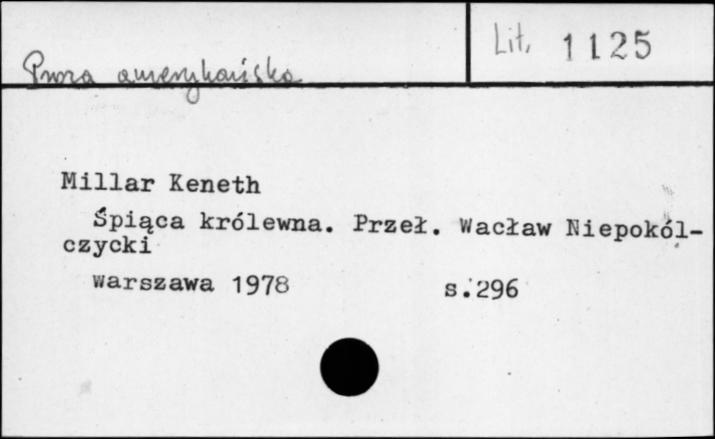 Lit. 1125
Proza amerykańska
Millar Keneth
Śpiąca królewna. Przeł. Wacław Niepokól-
czycki
Warszawa 1978 s.296